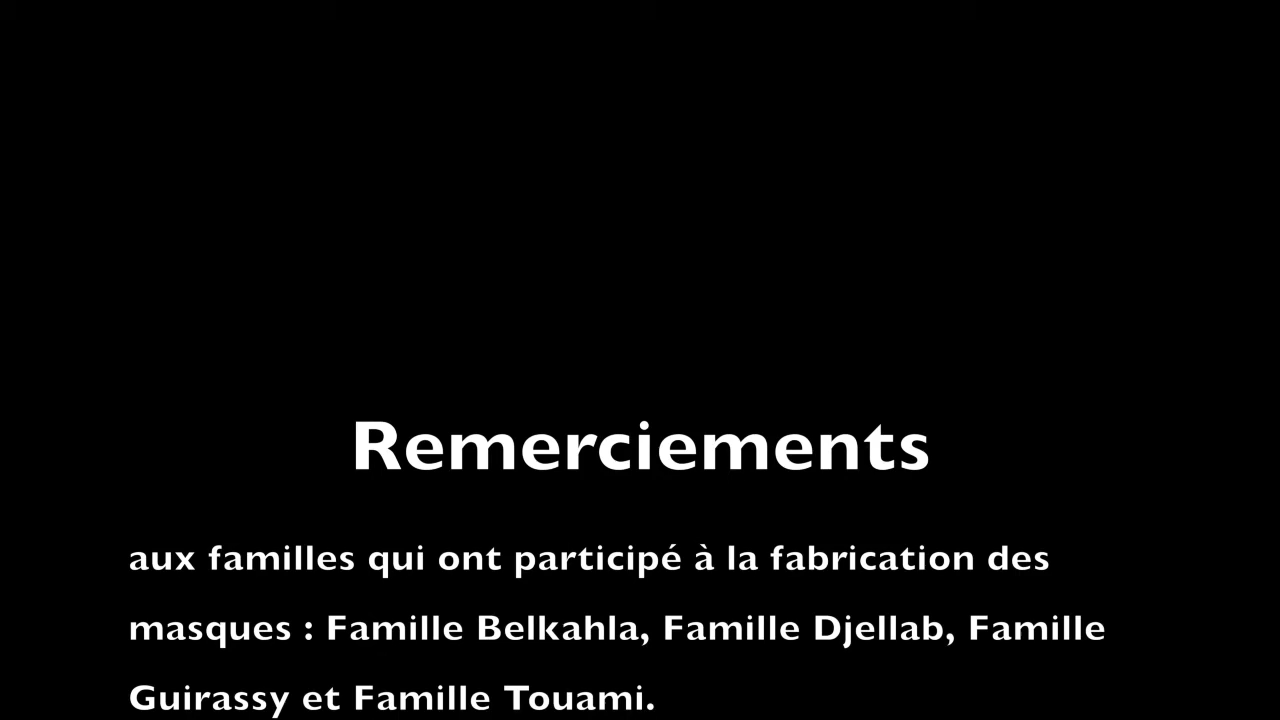 Remerciements
aux familles qui ont participé à la fabrication des
masques : Famille Belkahla, Famille Djellab, Famille
Guirassy et Famille Touami.